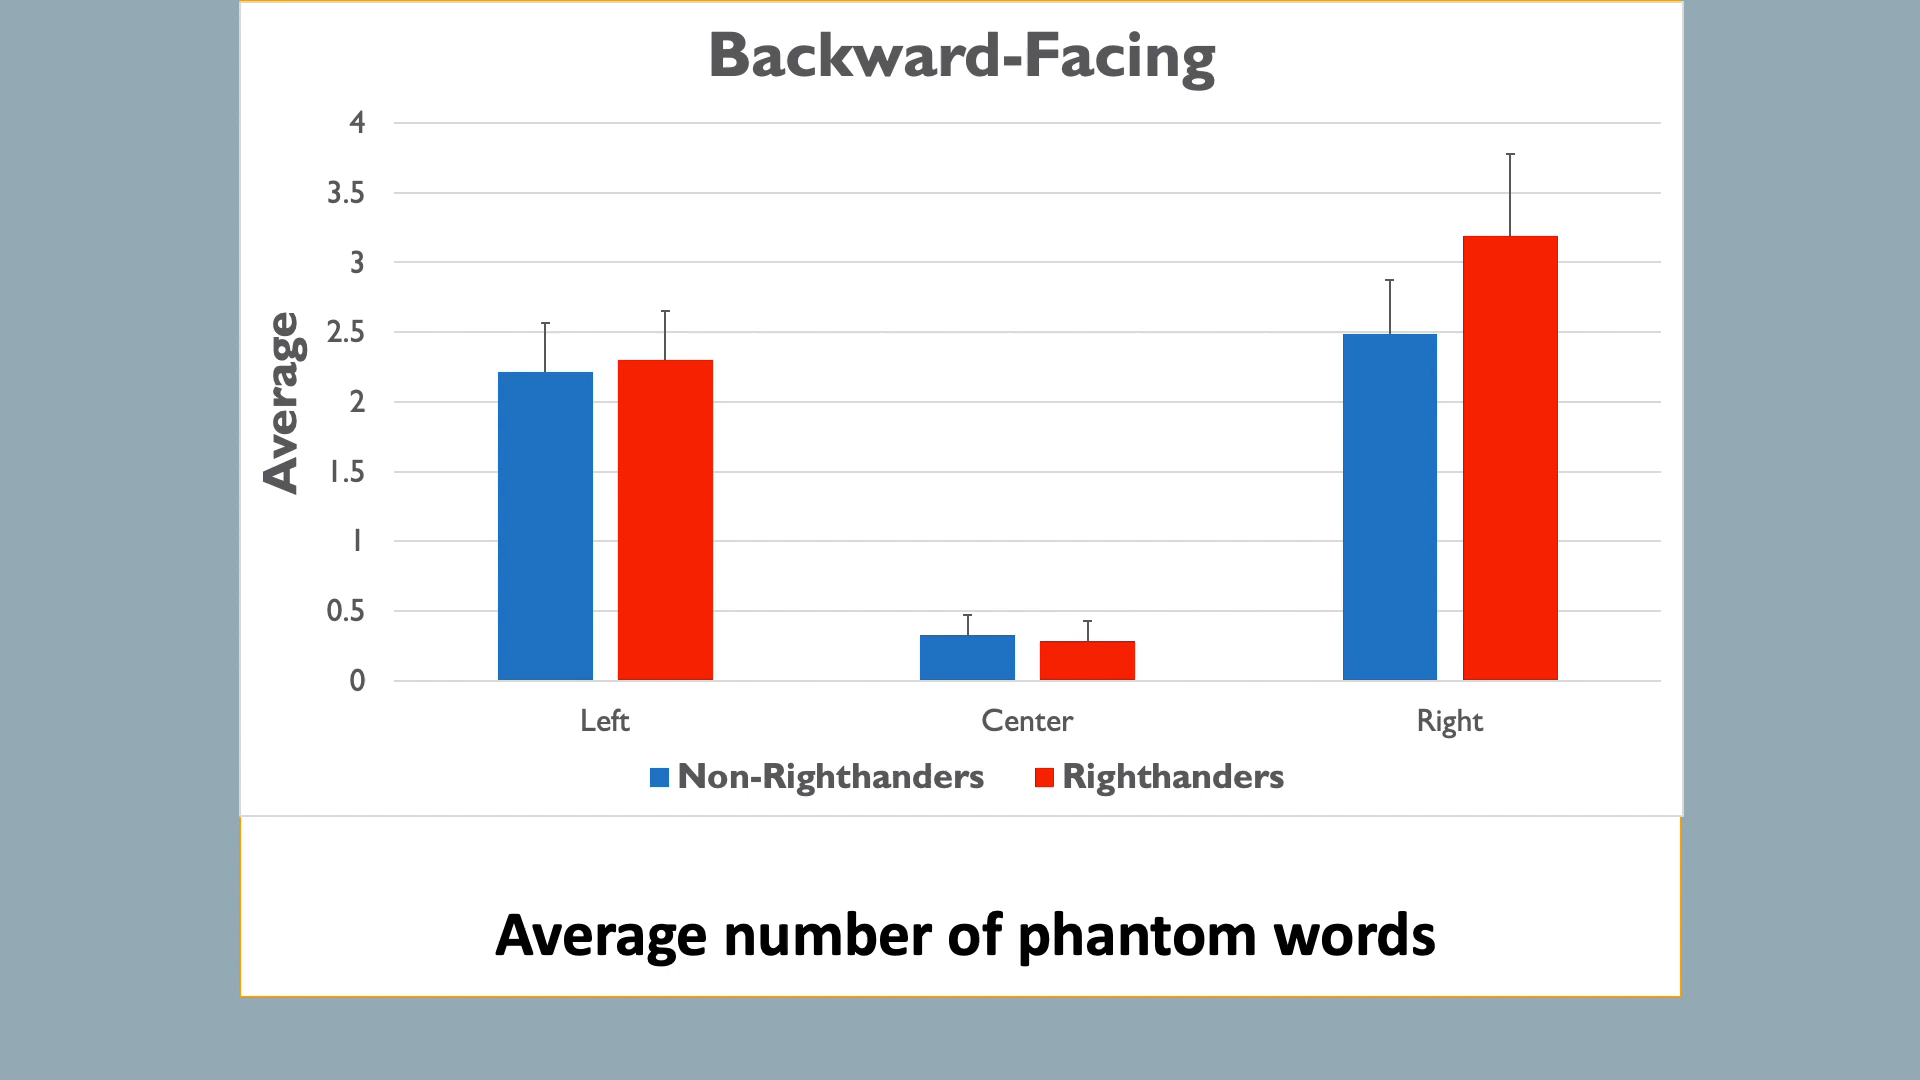 Backward-Facing
4
3.5
3
2.5
2
1.5
1
0.5
0
Average
Left Center Right
Non-Righthanders Righthanders
Average number of phantom words